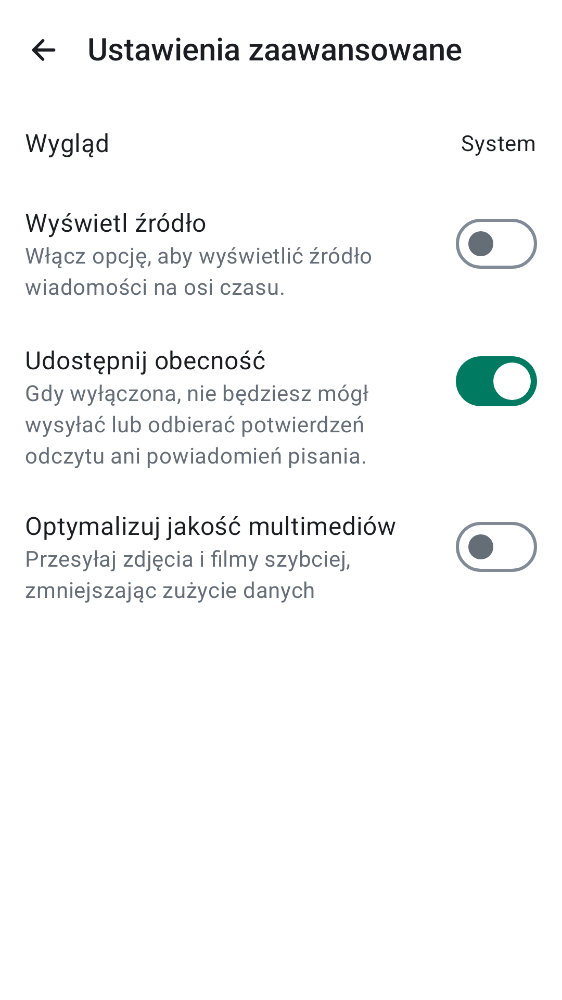 Ustawienia zaawansowane
Wygląd
System
Wyświetl źródło
Włącz opcję, aby wyświetlić źródło
wiadomości na osi czasu.
Udostępnij obecność
Gdy wyłączona, nie będziesz mógł
wysyłać lub odbierać potwierdzeń
odczytu ani powiadomień pisania.
Optymalizuj jakość multimediów
Przesyłaj zdjęcia i filmy szybciej,
zmniejszając zużycie danych